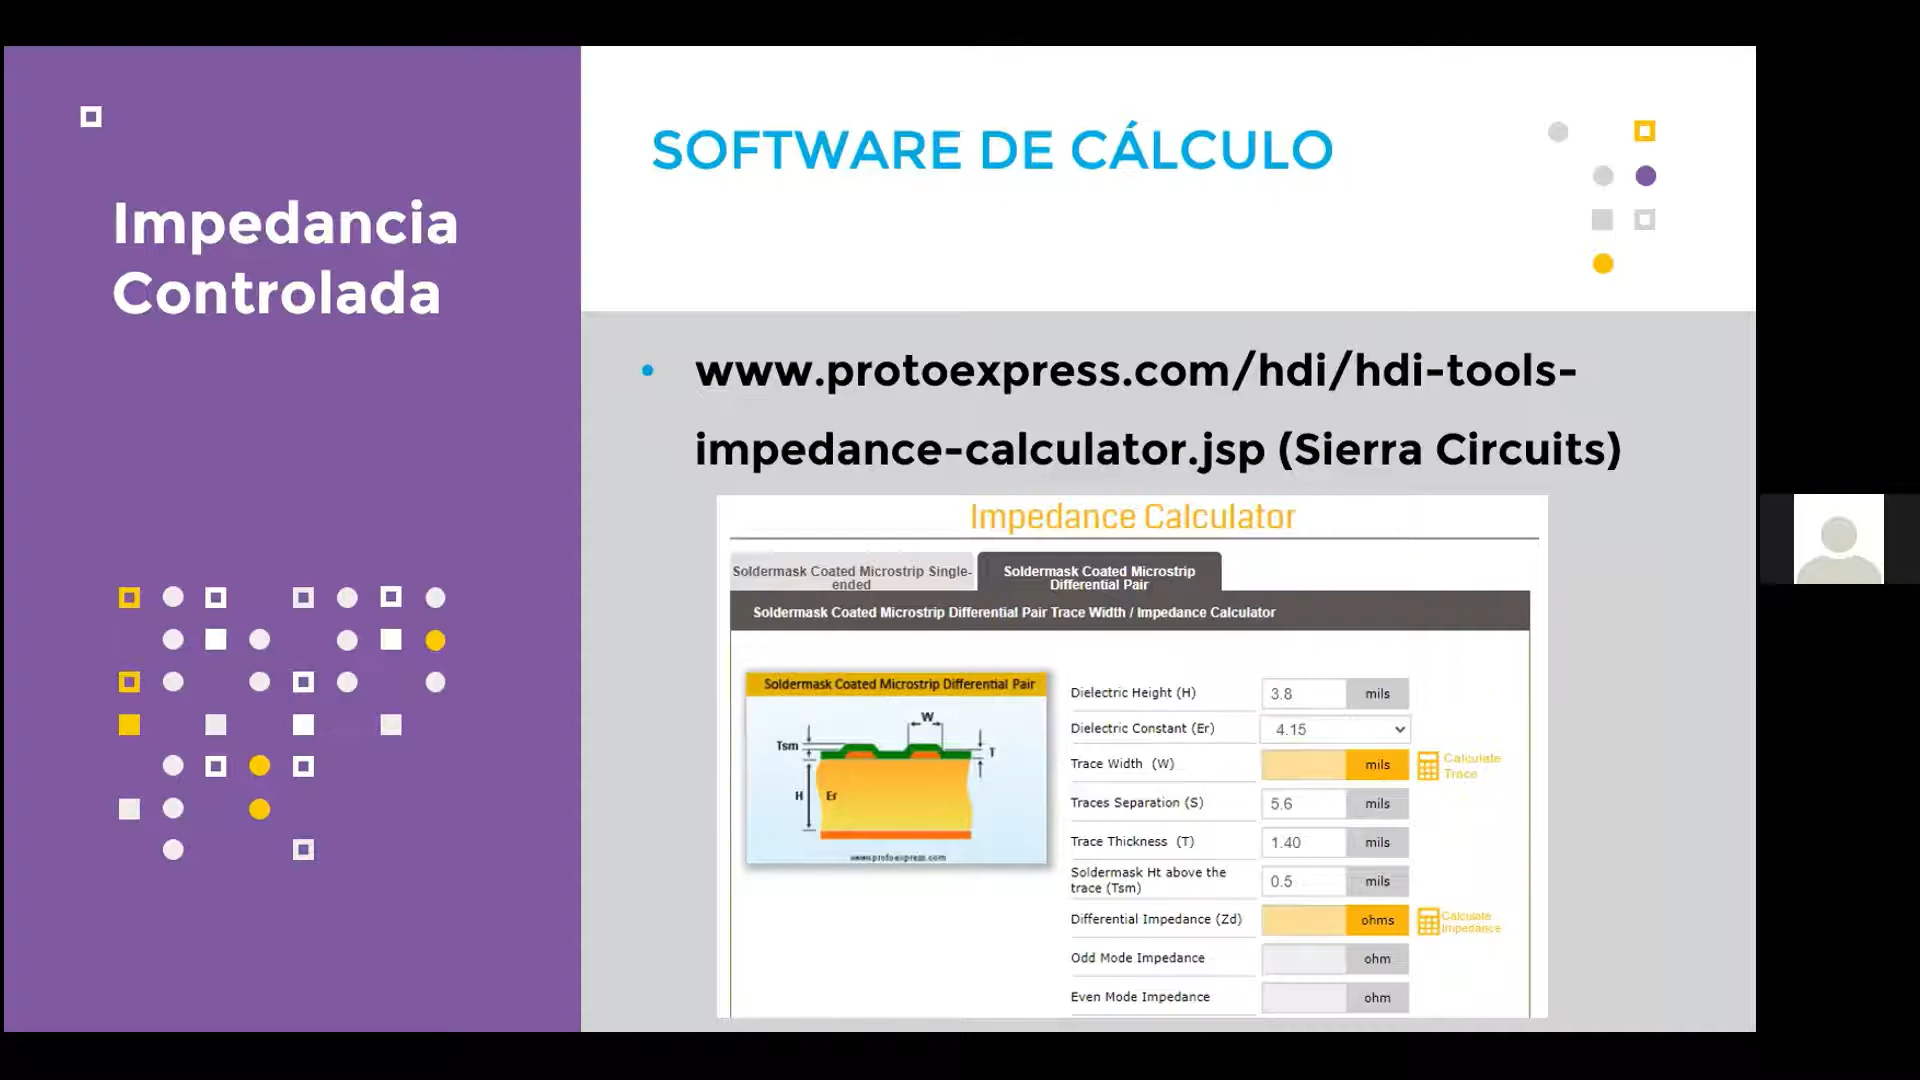 Impedancia
Controlada
SOFTWARE DE CÁLCULO
• www.protoexpress.com/hdi/hdi-tools-
impedance-calculator.jsp (Sierra Circuits)
Impedance Calculator
Soldermask Coated Microstrip Single-
ended
Soldermask Coated Microstrip
Differential Pair
Soldermask Coated Microstrip Differential Pair Trace Width / Impedance Calculator
Soldermask Coated Microstrip Differential Pair
W
Tsm
T
H
Er
www.protoexpress.com
Dielectric Height (H) 3.8 mils
Dielectric Constant (Er) 4.15
Trace Width (W) mils Calculate
Trace
Traces Separation (S) 5.6 mils
Trace Thickness (T) 1.40 mils
Soldermask Ht above the
trace (Tsm) 0.5 mils
Differential Impedance (Zd) ohms Calculate
Impedance
Odd Mode Impedance ohm
Even Mode Impedance ohm